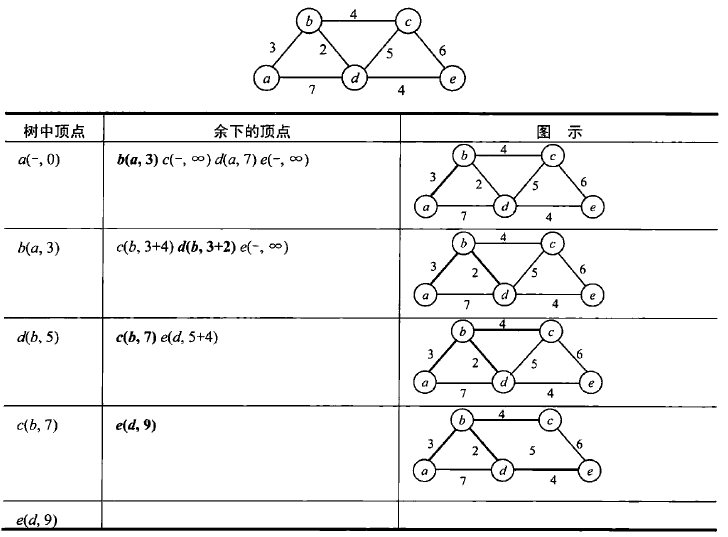 4
b c
3 2 5 6
a d e
7 4
树中顶点 余下的顶点 图 示
a(-, 0) b(a, 3) c(-, ∞) d(a, 7) e(-, ∞)
4
b c
3 2 5 6
a d e
7 4
b(a, 3) c(b, 3+4) d(b, 3+2) e(-, ∞)
4
b c
3 2 5 6
a d e
7 4
d(b, 5) c(b, 7) e(d, 5+4)
4
b c
3 2 5 6
a d e
7 4
c(b, 7) e(d, 9)
4
b c
3 2 5 6
a d e
7 4
e(d, 9)